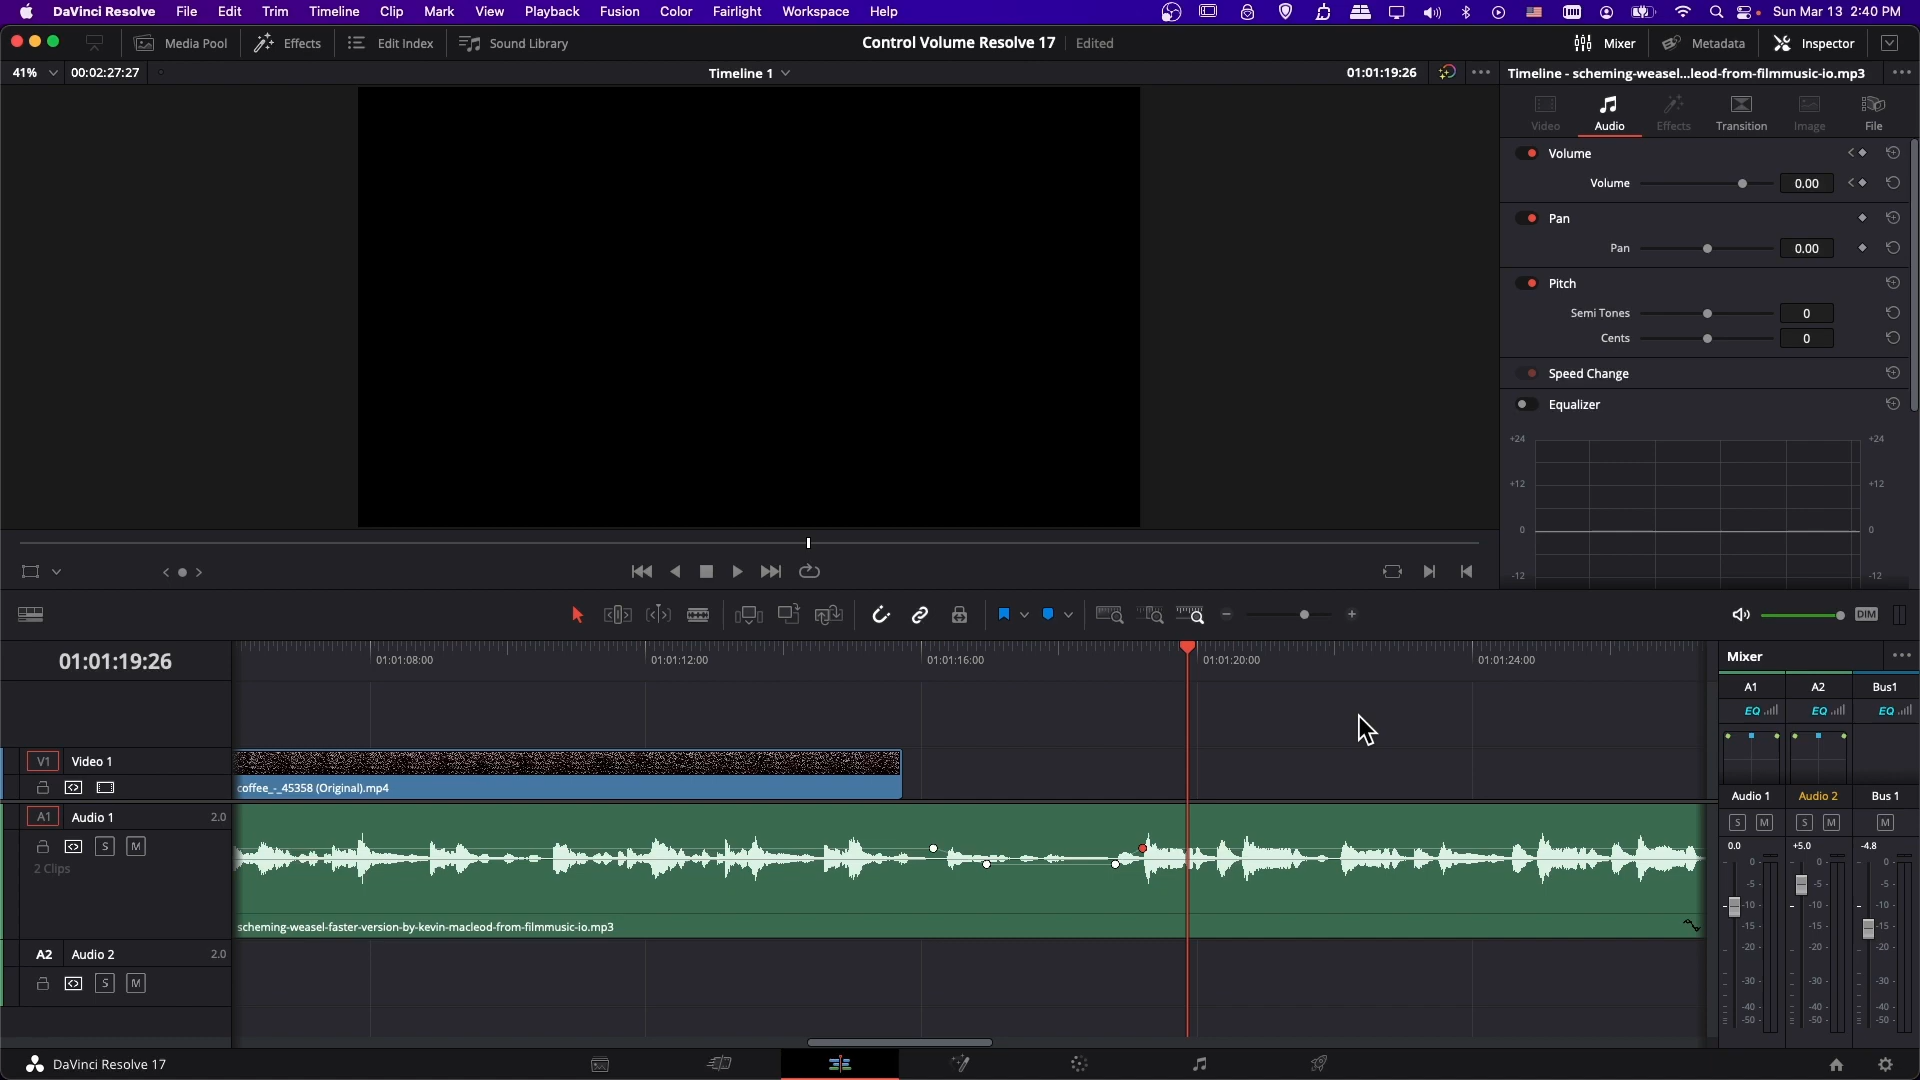 DaVinci Resolve File Edit Trim Timeline Clip Mark View Playback Fusion Color Fairlight Workspace Help Sun Mar 13 2:40 PM
Media Pool Effects Edit Index Sound Library Control Volume Resolve 17 Edited Mixer Metadata Inspector
41% 00:02:27:27 Timeline 1 01:01:19:26 Timeline - scheming-weasel...leod-from-filmmusic-io.mp3
Video Audio Effects Transition Image File
Volume
Volume 0.00
Pan
Pan 0.00
Pitch
Semi Tones 0
Cents 0
Speed Change
Equalizer
+24 +24
+12 +12
0 0
-12 -12
DIM
01:01:19:26 01:01:08:00 01:01:12:00 01:01:16:00 01:01:20:00 01:01:24:00
Mixer
A1 A2 Bus1
EQ EQ EQ
V1 Video 1
coffee_-_45358 (Original).mp4
Audio 1 Audio 2 Bus 1
A1 Audio 1 2.0
S M S M M
S M
0.0 +5.0 -4.8
2 Clips
0 0 0
-5 -5 -5
-10 -10 -10
-15 -15 -15
-20 -20 -20
-30 -30 -30
-40 -40 -40
-50 -50 -50
scheming-weasel-faster-version-by-kevin-macleod-from-filmmusic-io.mp3
A2 Audio 2 2.0
S M
DaVinci Resolve 17